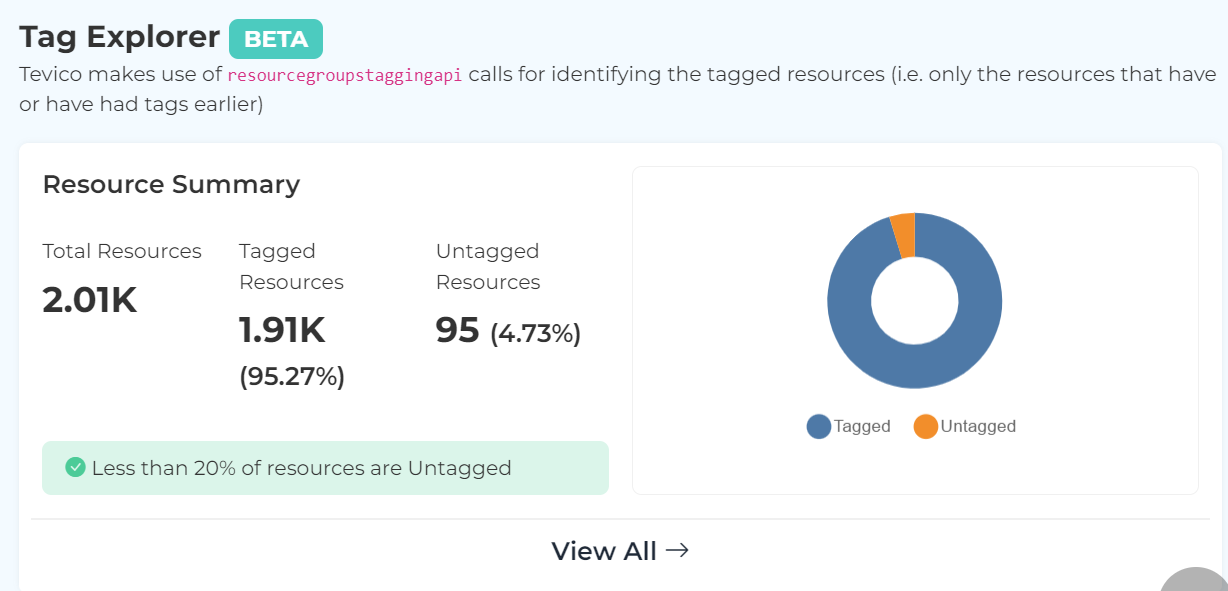 Tag Explorer BETA
Tevico makes use of resourcegroupstaggingapi calls for identifying the tagged resources (i.e. only the resources that have
or have had tags earlier)
Resource Summary
Total Resources
2.01K
Tagged
Resources
1.91K
(95.27%)
Untagged
Resources
95 (4.73%)
Less than 20% of resources are Untagged
Tagged Untagged
View All →